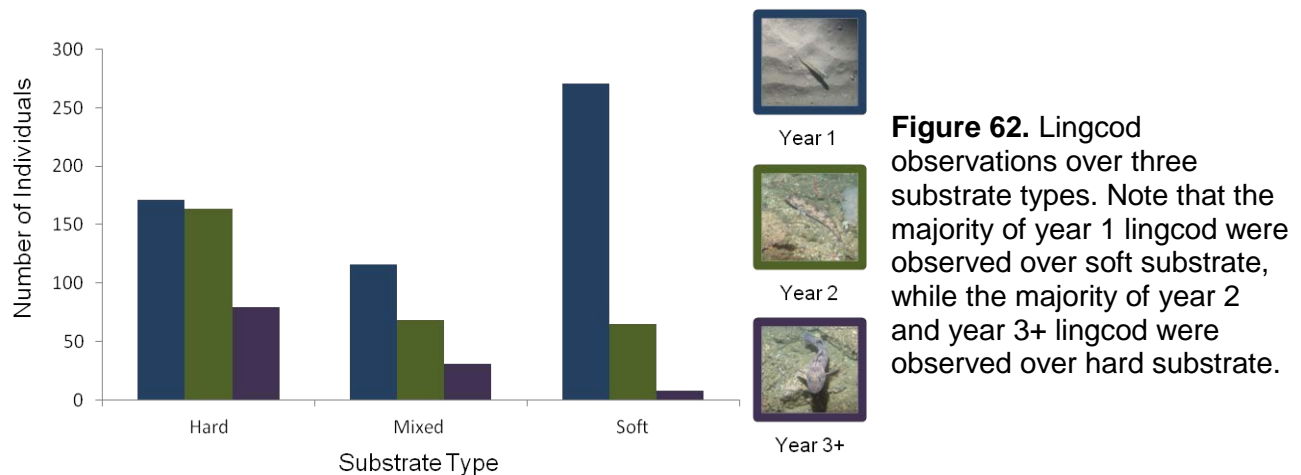 300
250
200
150
100
50
0
Number of Individuals
Hard
Mixed
Soft
Substrate Type
Year 1
Year 2
Year 3+
Figure 62. Lingcod
observations over three
substrate types. Note that the
majority of year 1 lingcod were
observed over soft substrate,
while the majority of year 2
and year 3+ lingcod were
observed over hard substrate.